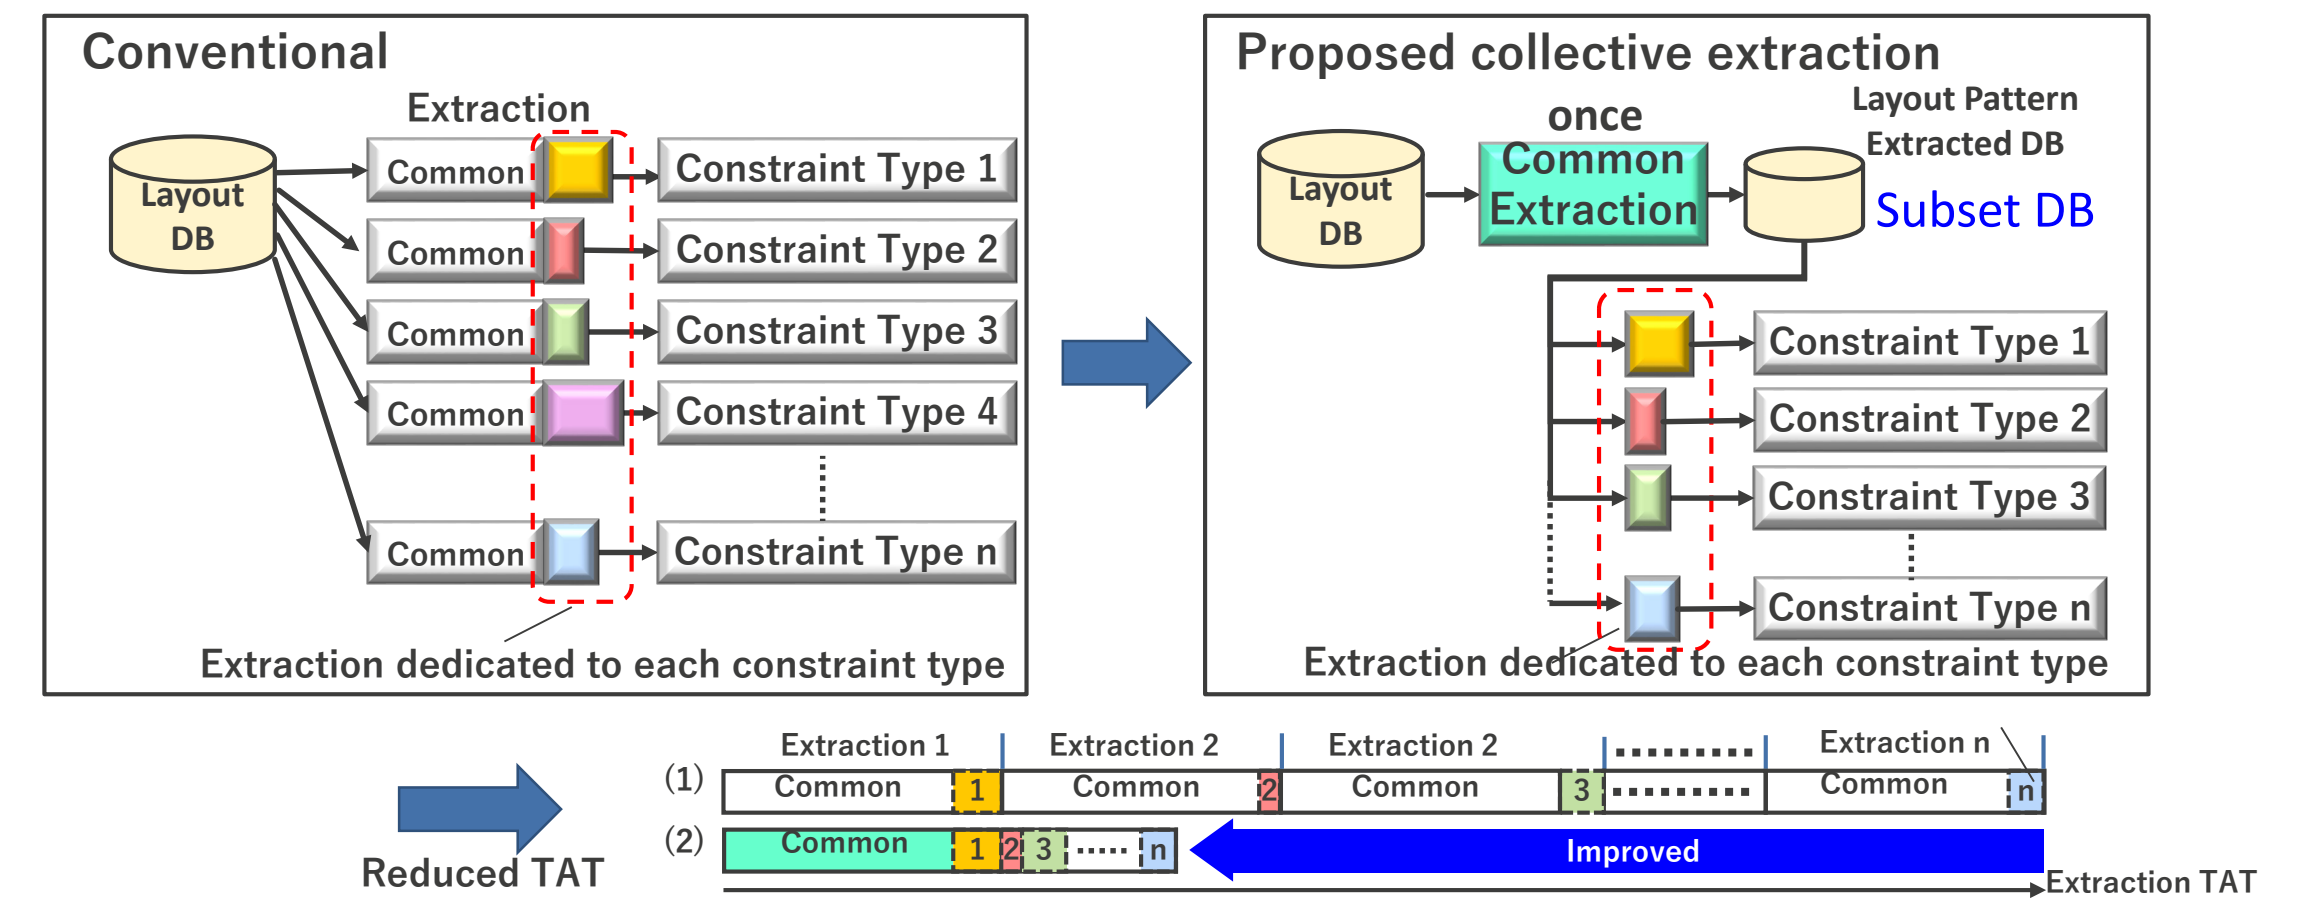 Conventional
Extraction
Layout
DB
Common
Constraint Type 1
Common
Constraint Type 2
Common
Constraint Type 3
Common
Constraint Type 4
Common
Constraint Type n
Extraction dedicated to each constraint type
Proposed collective extraction
Layout Pattern
Extracted DB
once
Layout
DB
Common
Extraction
Subset DB
Constraint Type 1
Constraint Type 2
Constraint Type 3
Constraint Type n
Extraction dedicated to each constraint type
Reduced TAT
Extraction 1
Extraction 2
Extraction 2
Extraction n
(1)
Common
1
Common
2
Common
3
Common
n
(2)
Common
1
2
3
n
Improved
Extraction TAT